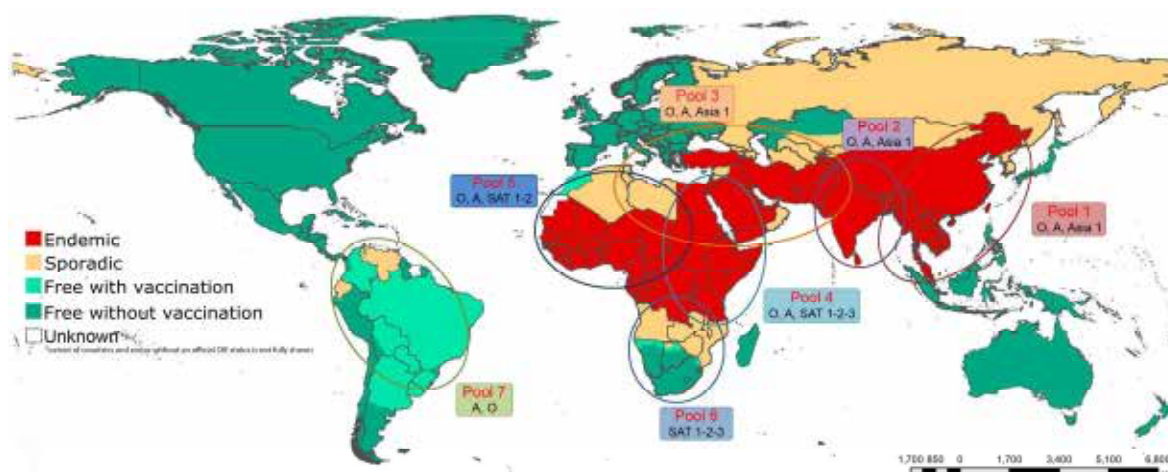 Pool 3
O, A, Asia 1
Pool 2
O, A, Asia 1
Pool 5
O, A, SAT 1-2
Pool 1
O, A, Asia 1
Endemic
Sporadic
Free with vaccination
Free without vaccination
Unknown
Pool 4
O, A, SAT 1-2-3
Pool 7
A, O
Pool 6
SAT 1-2-3
1,700 850 0 1,700 3,400 5,100 6,800